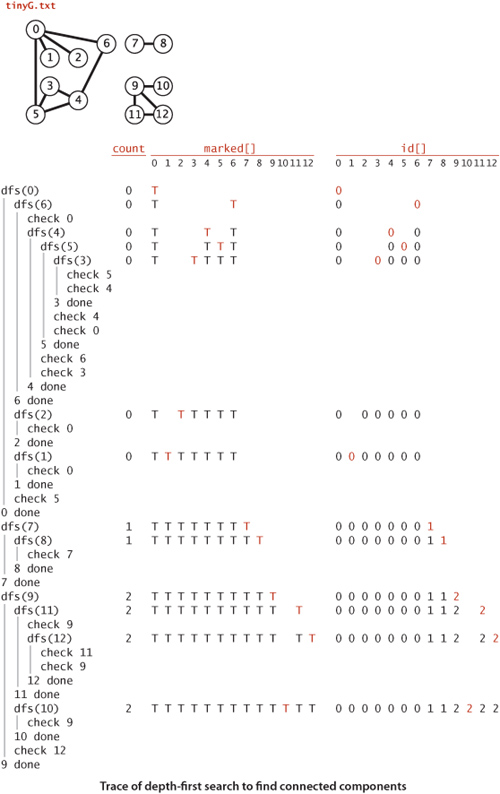 tinyG.txt
0
6
7 8
1 2
3
9 10
4
5
11 12
count marked[] id[]
0 1 2 3 4 5 6 7 8 9 10 11 12 0 1 2 3 4 5 6 7 8 9 10 11 12
dfs(0) 0 T 0
dfs(6) 0 T T 0 0
check 0
dfs(4) 0 T T T 0 0 0
dfs(5) 0 T T T T 0 0 0 0
dfs(3) 0 T T T T T 0 0 0 0 0
check 5
check 4
3 done
check 4
check 0
5 done
check 6
check 3
4 done
6 done
dfs(2) 0 T T T T T T 0 0 0 0 0 0
check 0
2 done
dfs(1) 0 T T T T T T T 0 0 0 0 0 0 0
check 0
1 done
check 5
0 done
dfs(7) 1 T T T T T T T T 0 0 0 0 0 0 0 1
dfs(8) 1 T T T T T T T T T 0 0 0 0 0 0 0 1 1
check 7
8 done
7 done
dfs(9) 2 T T T T T T T T T T 0 0 0 0 0 0 0 1 1 2
dfs(11) 2 T T T T T T T T T T T 0 0 0 0 0 0 0 1 1 2 2
check 9
dfs(12) 2 T T T T T T T T T T T T 0 0 0 0 0 0 0 1 1 2 2 2
check 11
check 9
12 done
11 done
dfs(10) 2 T T T T T T T T T T T T T 0 0 0 0 0 0 0 1 1 2 2 2 2
check 9
10 done
check 12
9 done
Trace of depth-first search to find connected components